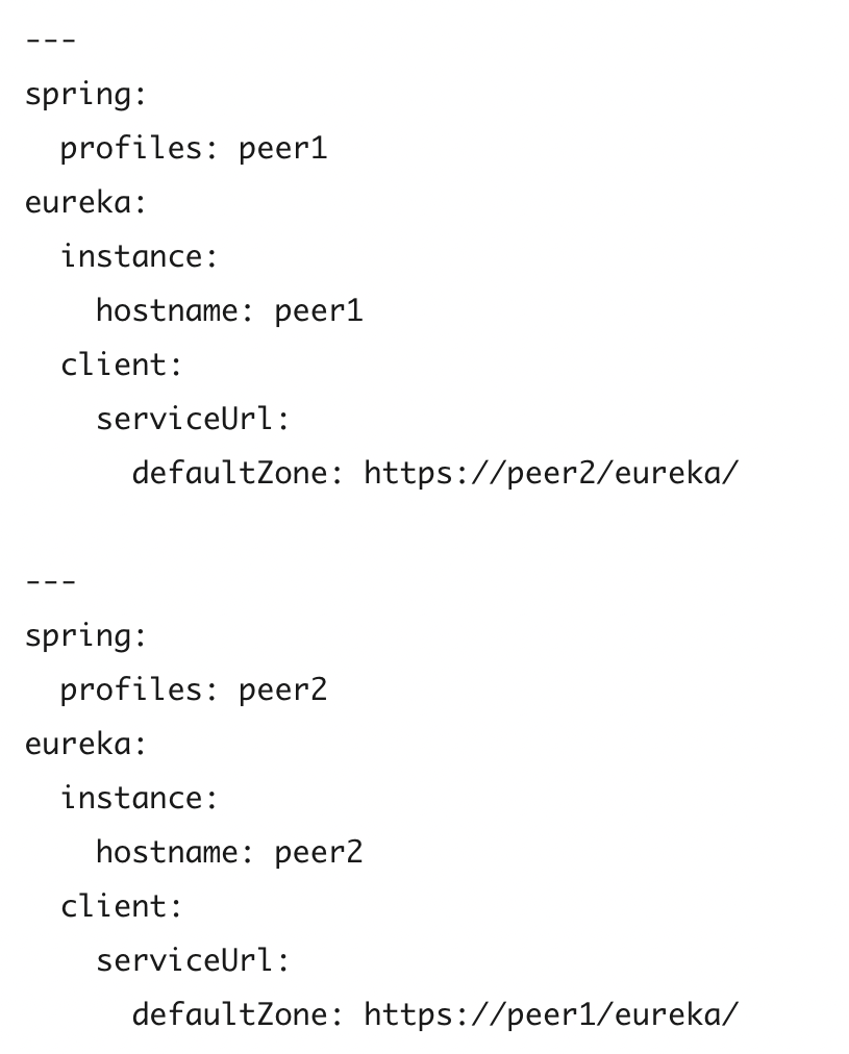 ---
spring:
  profiles: peer1
eureka:
  instance:
    hostname: peer1
  client:
    serviceUrl:
      defaultZone: https://peer2/eureka/

---
spring:
  profiles: peer2
eureka:
  instance:
    hostname: peer2
  client:
    serviceUrl:
      defaultZone: https://peer1/eureka/